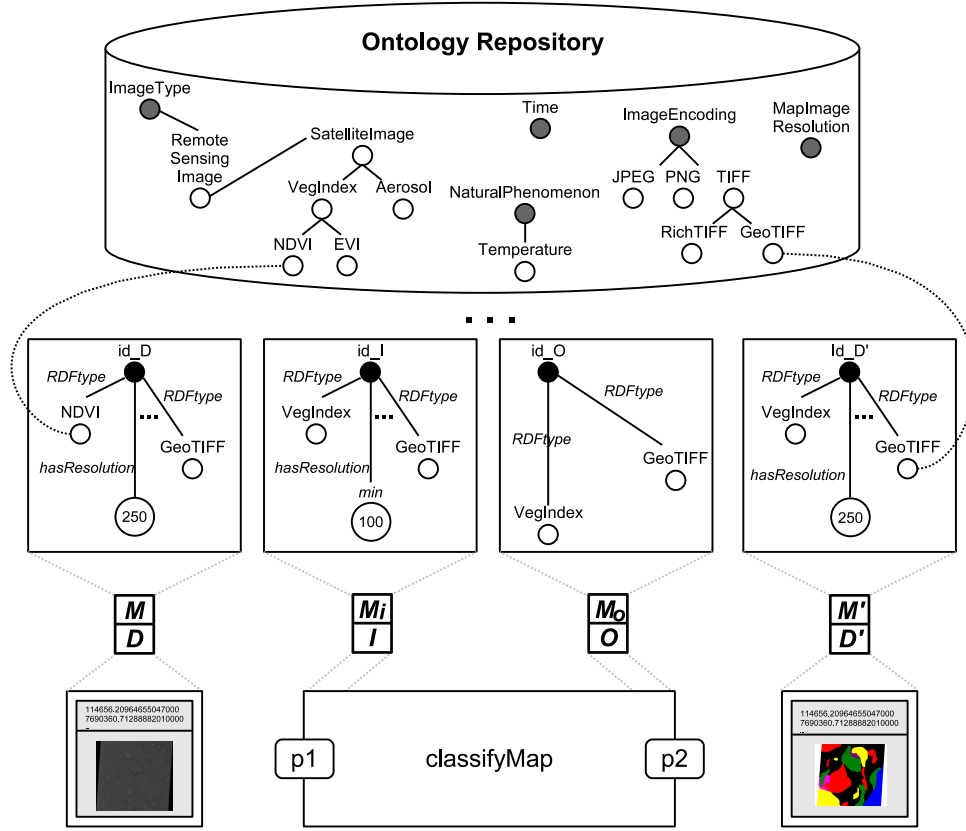 Ontology Repository
ImageType
Remote
Sensing
Image
SatelliteImage
VegIndex
Aerosol
NDVI
EVI
Time
NaturalPhenomenon
Temperature
ImageEncoding
JPEG
PNG
TIFF
RichTIFF
GeoTIFF
MapImage
Resolution
...
id_D
RDFtype
RDFtype
NDVI
...
GeoTIFF
hasResolution
250
id_I
RDFtype
RDFtype
VegIndex
...
GeoTIFF
hasResolution
min
100
id_O
RDFtype
RDFtype
GeoTIFF
VegIndex
Id_D'
RDFtype
RDFtype
VegIndex
...
GeoTIFF
hasResolution
250
M
D
Mi
I
Mo
O
M'
D'
114656.20964655047000
7690360.71288882010000
p1
classifyMap
p2
114656.20964655047000
7690360.71288882010000